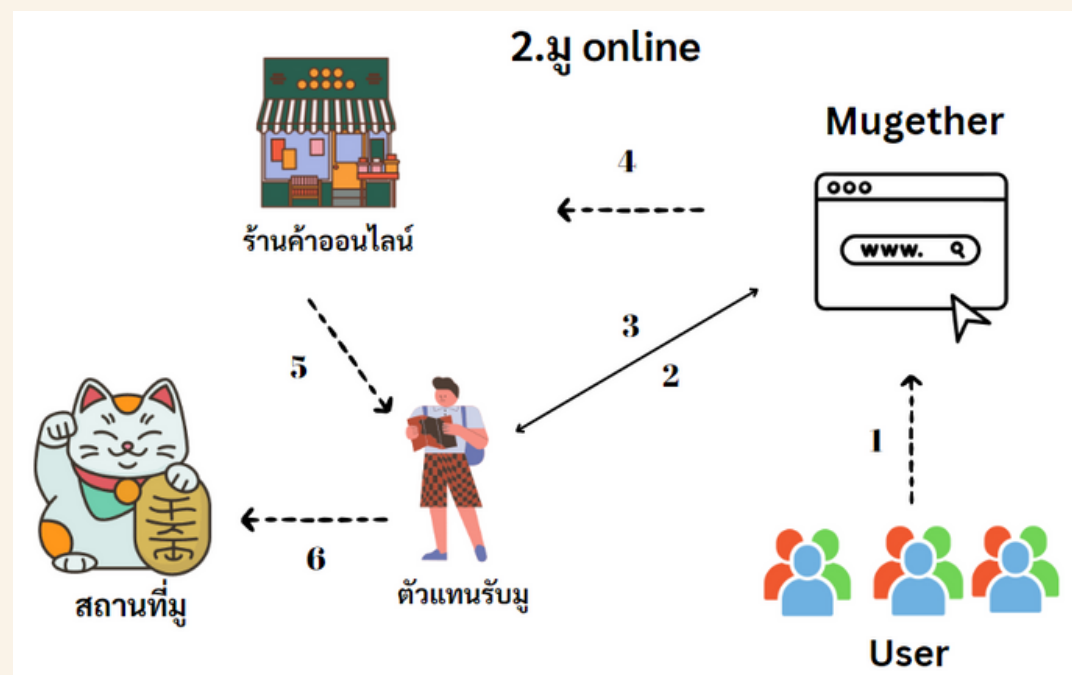 2.มู online
Mugether
4
www.
ร้านค้าออนไลน์
3
5
2
1
6
สถานที่มู
ตัวแทนรับมู
User